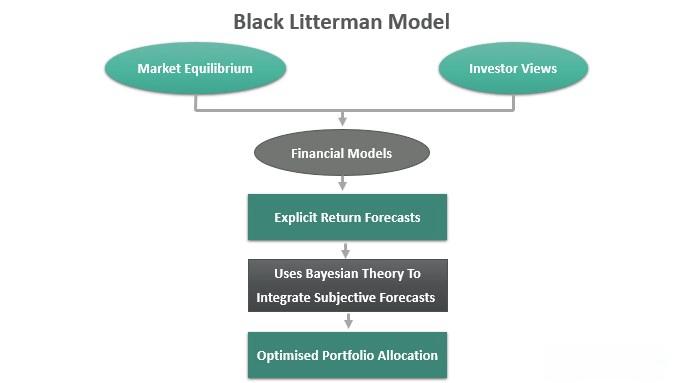 Black Litterman Model
Market Equilibrium
Investor Views
Financial Models
Explicit Return Forecasts
Uses Bayesian Theory To
Integrate Subjective Forecasts
Optimised Portfolio Allocation